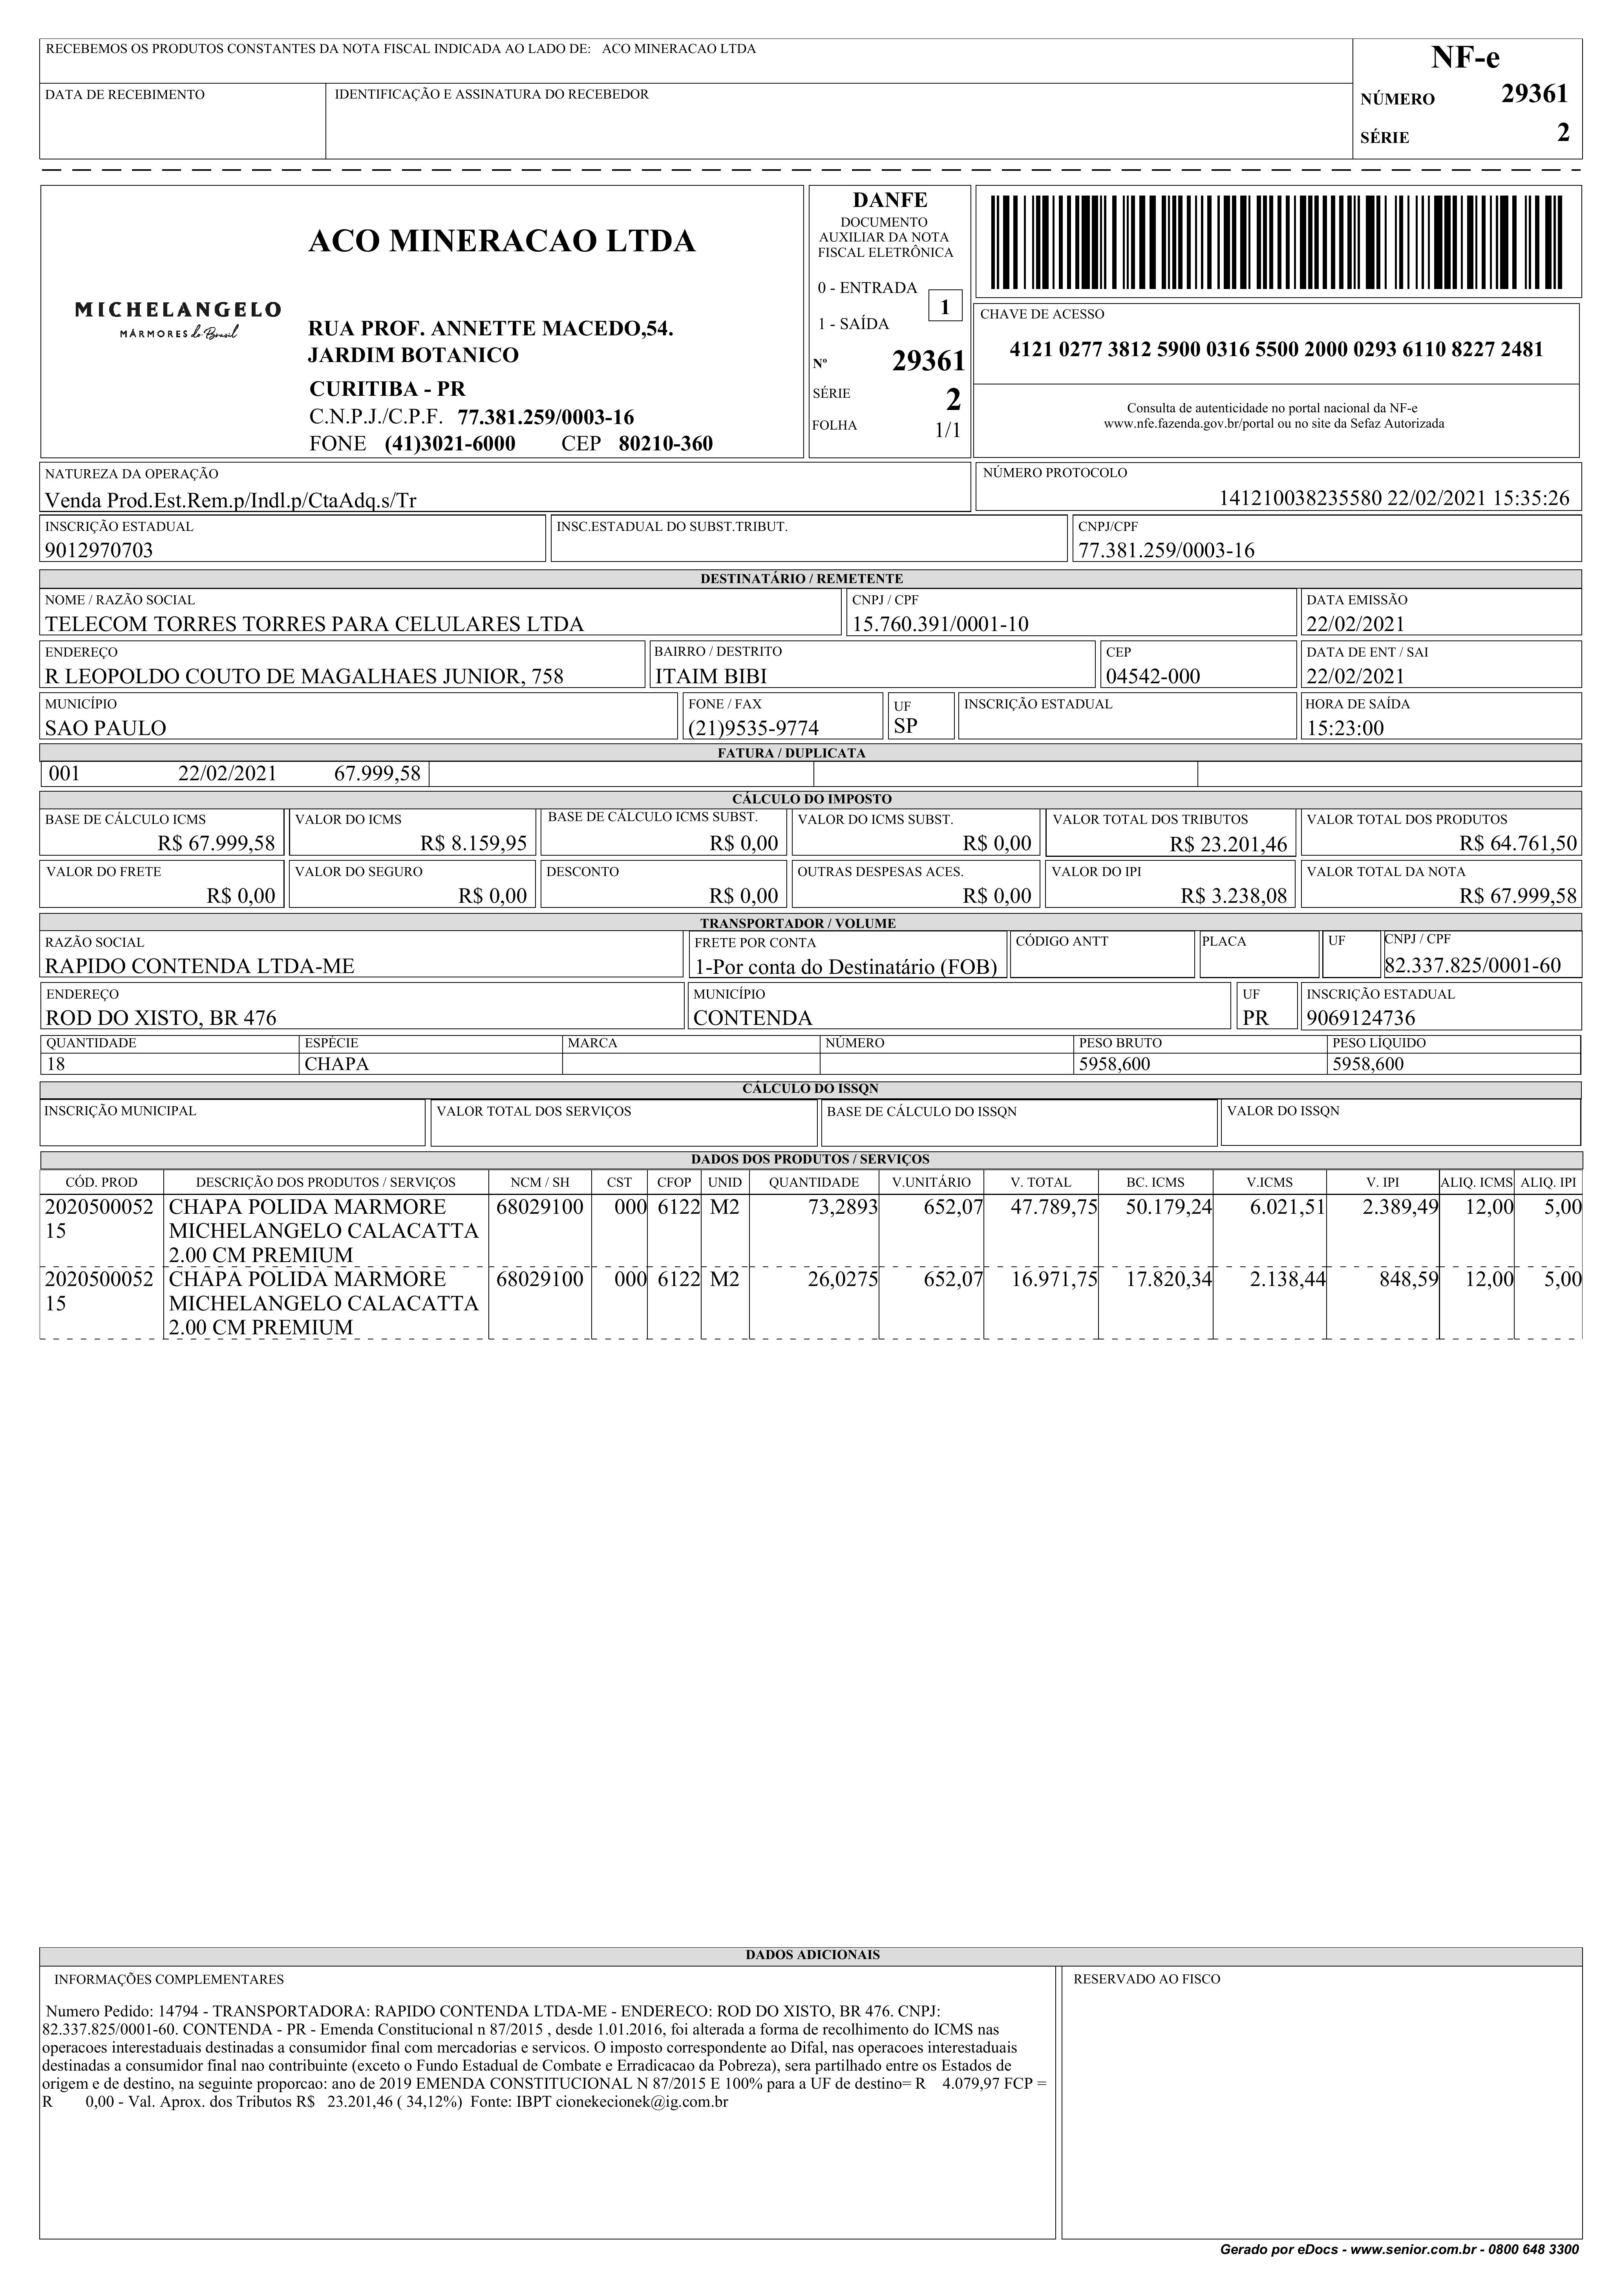 RECEBEMOS OS PRODUTOS CONSTANTES DA NOTA FISCAL INDICADA AO LADO DE: ACO MINERACAO LTDA
DATA DE RECEBIMENTO
IDENTIFICAÇÃO E ASSINATURA DO RECEBEDOR
NF-e
NÚMERO 29361
SÉRIE 2
MICHELANGELO
MÁRMORES do Brasil
ACO MINERACAO LTDA
RUA PROF. ANNETTE MACEDO,54.
JARDIM BOTANICO
CURITIBA - PR
C.N.P.J./C.P.F. 77.381.259/0003-16
FONE (41)3021-6000 CEP 80210-360
DANFE
DOCUMENTO
AUXILIAR DA NOTA
FISCAL ELETRÔNICA
0 - ENTRADA
1
1 - SAÍDA
Nº 29361
SÉRIE 2
FOLHA 1/1
CHAVE DE ACESSO
4121 0277 3812 5900 0316 5500 2000 0293 6110 8227 2481
Consulta de autenticidade no portal nacional da NF-e
www.nfe.fazenda.gov.br/portal ou no site da Sefaz Autorizada
NATUREZA DA OPERAÇÃO
Venda Prod.Est.Rem.p/Indl.p/CtaAdq.s/Tr
NÚMERO PROTOCOLO
141210038235580 22/02/2021 15:35:26
INSCRIÇÃO ESTADUAL
9012970703
INSC.ESTADUAL DO SUBST.TRIBUT.
CNPJ/CPF
77.381.259/0003-16
DESTINATÁRIO / REMETENTE
NOME / RAZÃO SOCIAL
TELECOM TORRES TORRES PARA CELULARES LTDA
CNPJ / CPF
15.760.391/0001-10
DATA EMISSÃO
22/02/2021
ENDEREÇO
R LEOPOLDO COUTO DE MAGALHAES JUNIOR, 758
BAIRRO / DESTRITO
ITAIM BIBI
CEP
04542-000
DATA DE ENT / SAI
22/02/2021
MUNICÍPIO
SAO PAULO
FONE / FAX
(21)9535-9774
UF
SP
INSCRIÇÃO ESTADUAL
HORA DE SAÍDA
15:23:00
FATURA / DUPLICATA
001 22/02/2021 67.999,58
CÁLCULO DO IMPOSTO
BASE DE CÁLCULO ICMS
R$ 67.999,58
VALOR DO ICMS
R$ 8.159,95
BASE DE CÁLCULO ICMS SUBST.
R$ 0,00
VALOR DO ICMS SUBST.
R$ 0,00
VALOR TOTAL DOS TRIBUTOS
R$ 23.201,46
VALOR TOTAL DOS PRODUTOS
R$ 64.761,50
VALOR DO FRETE
R$ 0,00
VALOR DO SEGURO
R$ 0,00
DESCONTO
R$ 0,00
OUTRAS DESPESAS ACES.
R$ 0,00
VALOR DO IPI
R$ 3.238,08
VALOR TOTAL DA NOTA
R$ 67.999,58
TRANSPORTADOR / VOLUME
RAZÃO SOCIAL
RAPIDO CONTENDA LTDA-ME
FRETE POR CONTA
1-Por conta do Destinatário (FOB)
CÓDIGO ANTT
PLACA
UF
CNPJ / CPF
82.337.825/0001-60
ENDEREÇO
ROD DO XISTO, BR 476
MUNICÍPIO
CONTENDA
UF
PR
INSCRIÇÃO ESTADUAL
9069124736
QUANTIDADE ESPÉCIE MARCA NÚMERO PESO BRUTO PESO LÍQUIDO
18 CHAPA 5958,600 5958,600
CÁLCULO DO ISSQN
INSCRIÇÃO MUNICIPAL
VALOR TOTAL DOS SERVIÇOS
BASE DE CÁLCULO DO ISSQN
VALOR DO ISSQN
DADOS DOS PRODUTOS / SERVIÇOS
CÓD. PROD DESCRIÇÃO DOS PRODUTOS / SERVIÇOS NCM / SH CST CFOP UNID QUANTIDADE V.UNITÁRIO V. TOTAL BC. ICMS V.ICMS V. IPI ALIQ. ICMS ALIQ. IPI
2020500052 CHAPA POLIDA MARMORE 68029100 000 6122 M2 73,2893 652,07 47.789,75 50.179,24 6.021,51 2.389,49 12,00 5,00
15 MICHELANGELO CALACATTA
2.00 CM PREMIUM
2020500052 CHAPA POLIDA MARMORE 68029100 000 6122 M2 26,0275 652,07 16.971,75 17.820,34 2.138,44 848,59 12,00 5,00
15 MICHELANGELO CALACATTA
2.00 CM PREMIUM
DADOS ADICIONAIS
INFORMAÇÕES COMPLEMENTARES
RESERVADO AO FISCO
Numero Pedido: 14794 - TRANSPORTADORA: RAPIDO CONTENDA LTDA-ME - ENDERECO: ROD DO XISTO, BR 476. CNPJ:
82.337.825/0001-60. CONTENDA - PR - Emenda Constitucional n 87/2015 , desde 1.01.2016, foi alterada a forma de recolhimento do ICMS nas
operacoes interestaduais destinadas a consumidor final com mercadorias e servicos. O imposto correspondente ao Difal, nas operacoes interestaduais
destinadas a consumidor final nao contribuinte (exceto o Fundo Estadual de Combate e Erradicacao da Pobreza), sera partilhado entre os Estados de
origem e de destino, na seguinte proporcao: ano de 2019 EMENDA CONSTITUCIONAL N 87/2015 E 100% para a UF de destino= R 4.079,97 FCP =
R 0,00 - Val. Aprox. dos Tributos R$ 23.201,46 ( 34,12%) Fonte: IBPT cionekecionek@ig.com.br
Gerado por eDocs - www.senior.com.br - 0800 648 3300